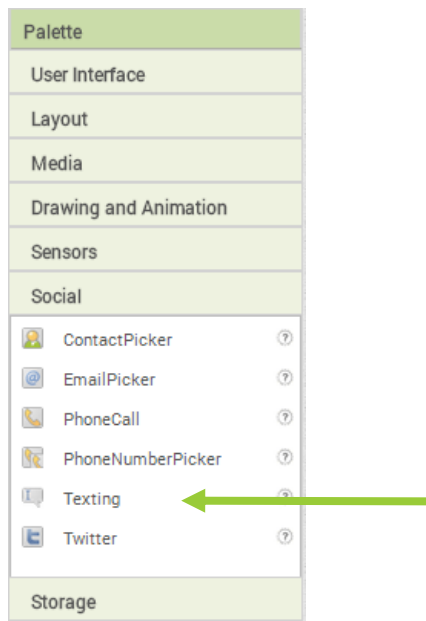 Palette
User Interface
Layout
Media
Drawing and Animation
Sensors
Social
ContactPicker
EmailPicker
PhoneCall
PhoneNumberPicker
Texting
Twitter
Storage